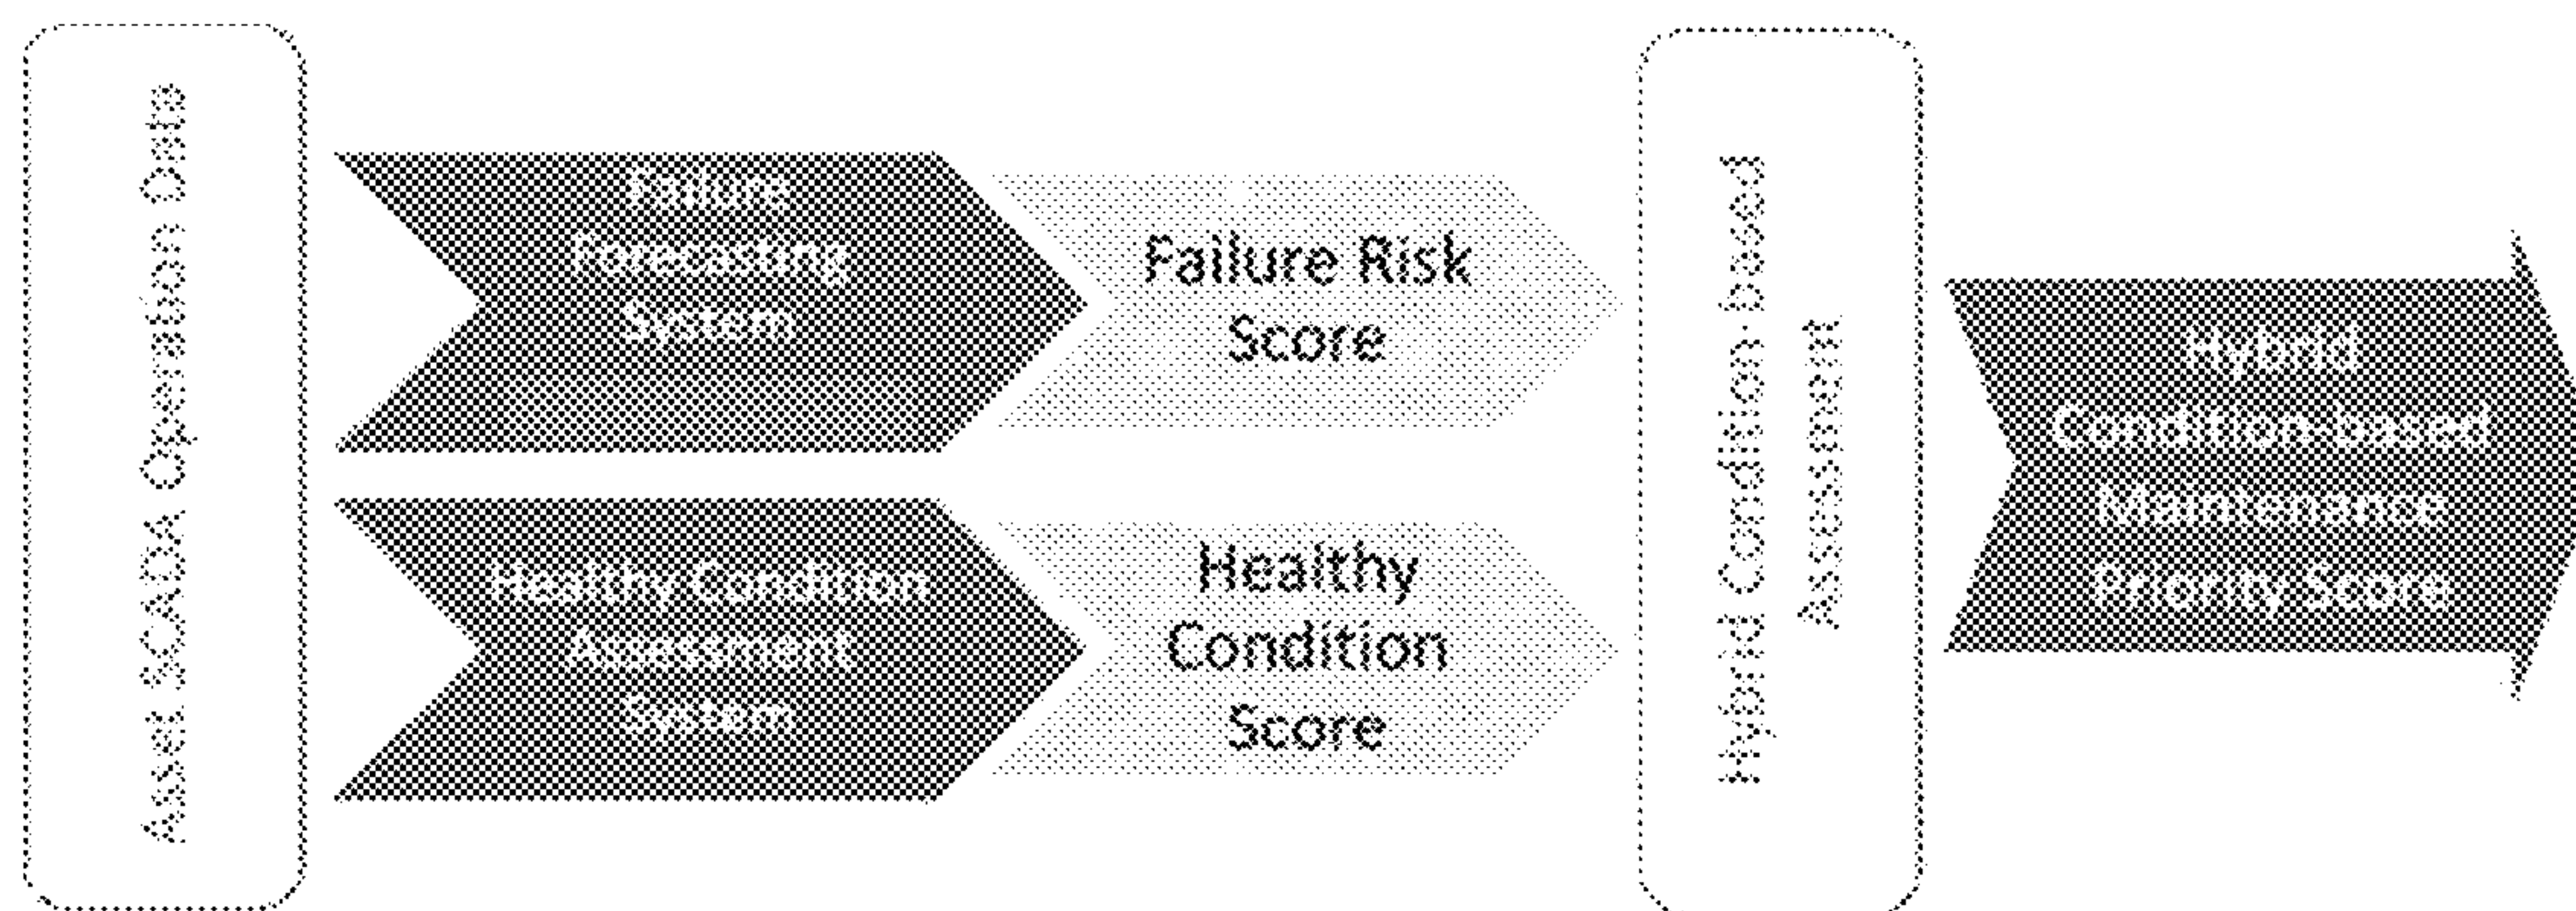 Asset SCADA Operation Data
Failure
Forecasting
System
Failure Risk
Score
Healthy Condition
Assessment
System
Healthy
Condition
Score
Hybrid Condition-based
Assessment
Hybrid
Condition-based
Maintenance
Priority Score